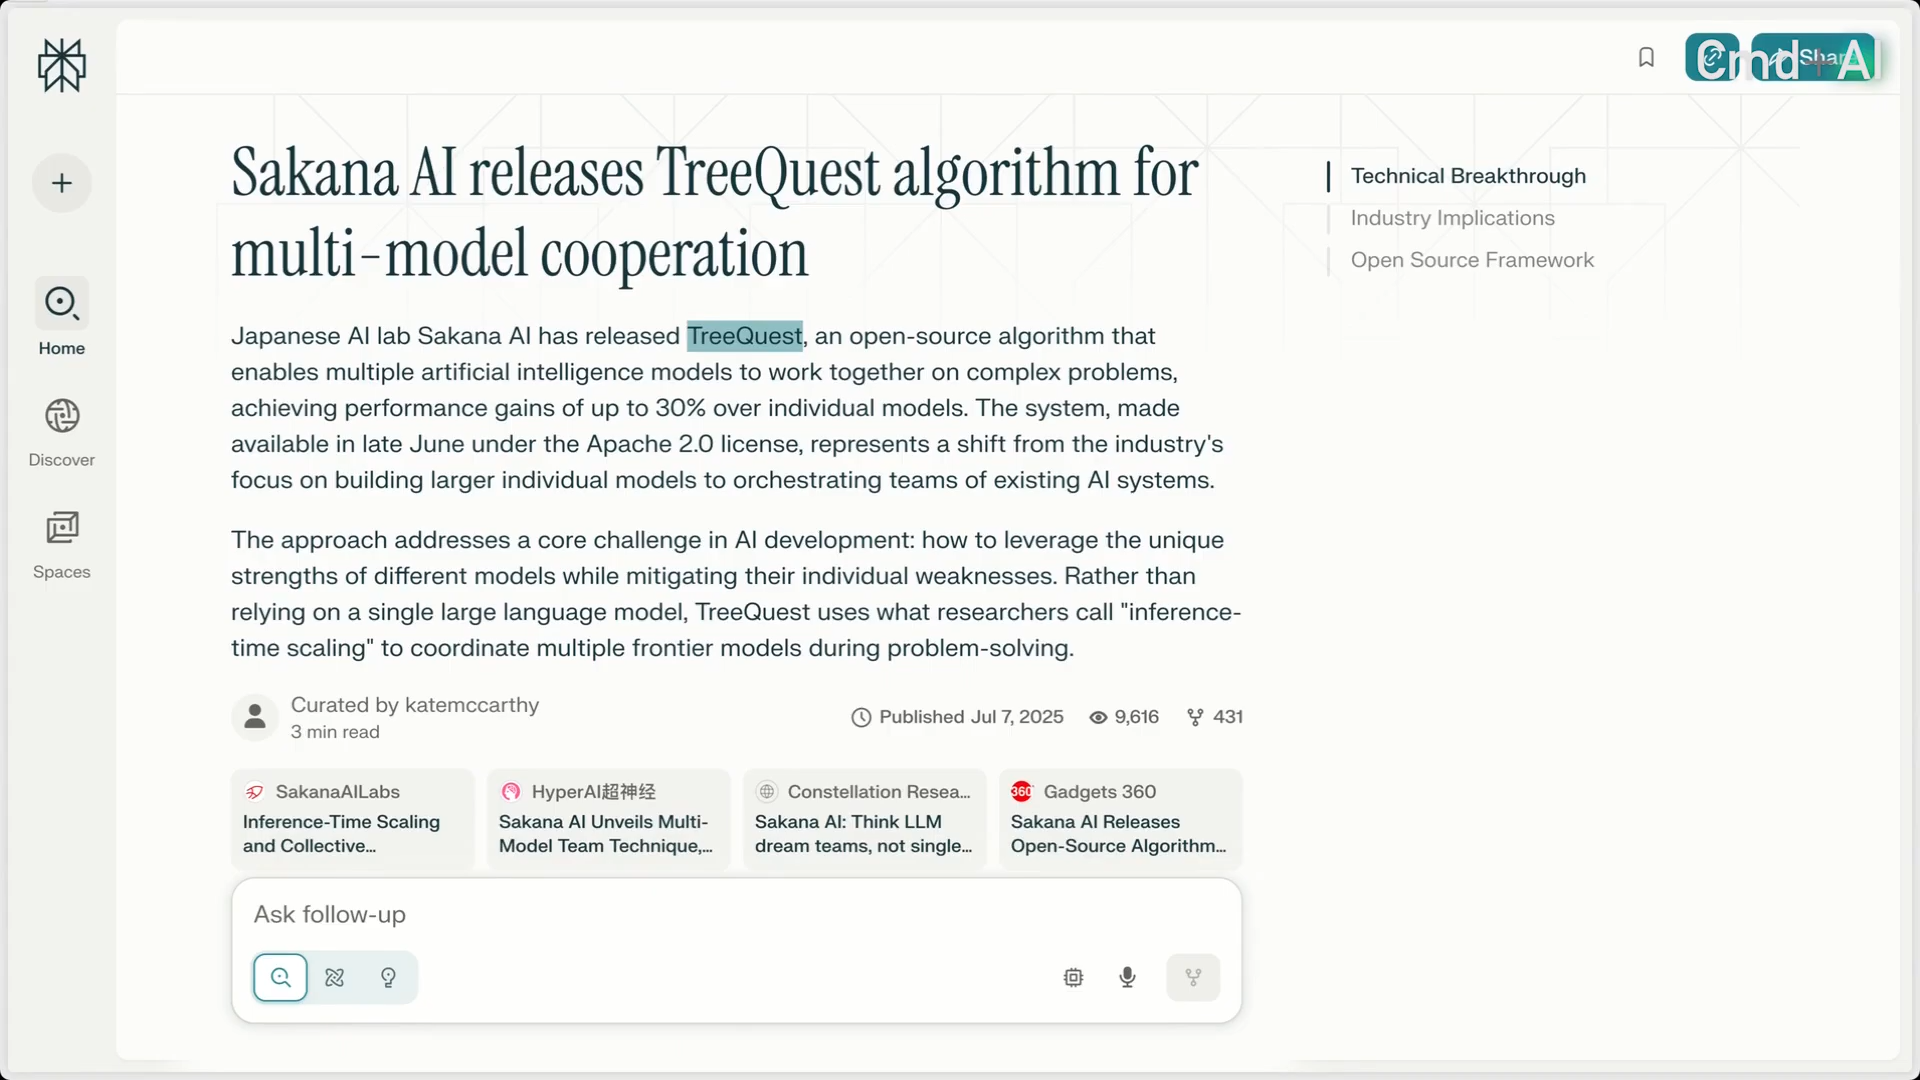 Cmd+AI
Share
Home
Discover
Spaces
Sakana AI releases TreeQuest algorithm for
multi-model cooperation
Technical Breakthrough
Industry Implications
Open Source Framework
Japanese AI lab Sakana AI has released TreeQuest, an open-source algorithm that
enables multiple artificial intelligence models to work together on complex problems,
achieving performance gains of up to 30% over individual models. The system, made
available in late June under the Apache 2.0 license, represents a shift from the industry's
focus on building larger individual models to orchestrating teams of existing AI systems.
The approach addresses a core challenge in AI development: how to leverage the unique
strengths of different models while mitigating their individual weaknesses. Rather than
relying on a single large language model, TreeQuest uses what researchers call "inference-
time scaling" to coordinate multiple frontier models during problem-solving.
Curated by katemccarthy
3 min read
Published Jul 7, 2025 9,616 431
SakanaAILabs
Inference-Time Scaling
and Collective...
HyperAI超神经
Sakana AI Unveils Multi-
Model Team Technique,...
Constellation Resea...
Sakana AI: Think LLM
dream teams, not single...
360
Gadgets 360
Sakana AI Releases
Open-Source Algorithm...
Ask follow-up